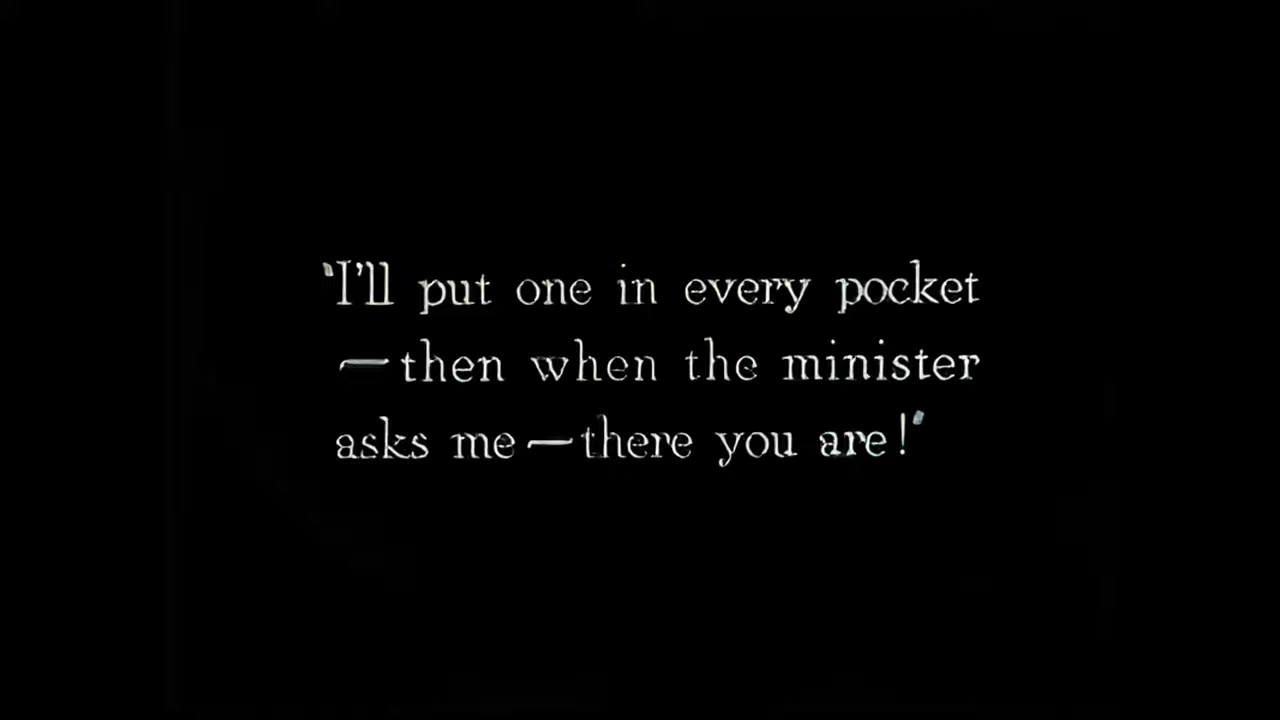 "I'll put one in every pocket
—then when the minister
asks me—there you are!"